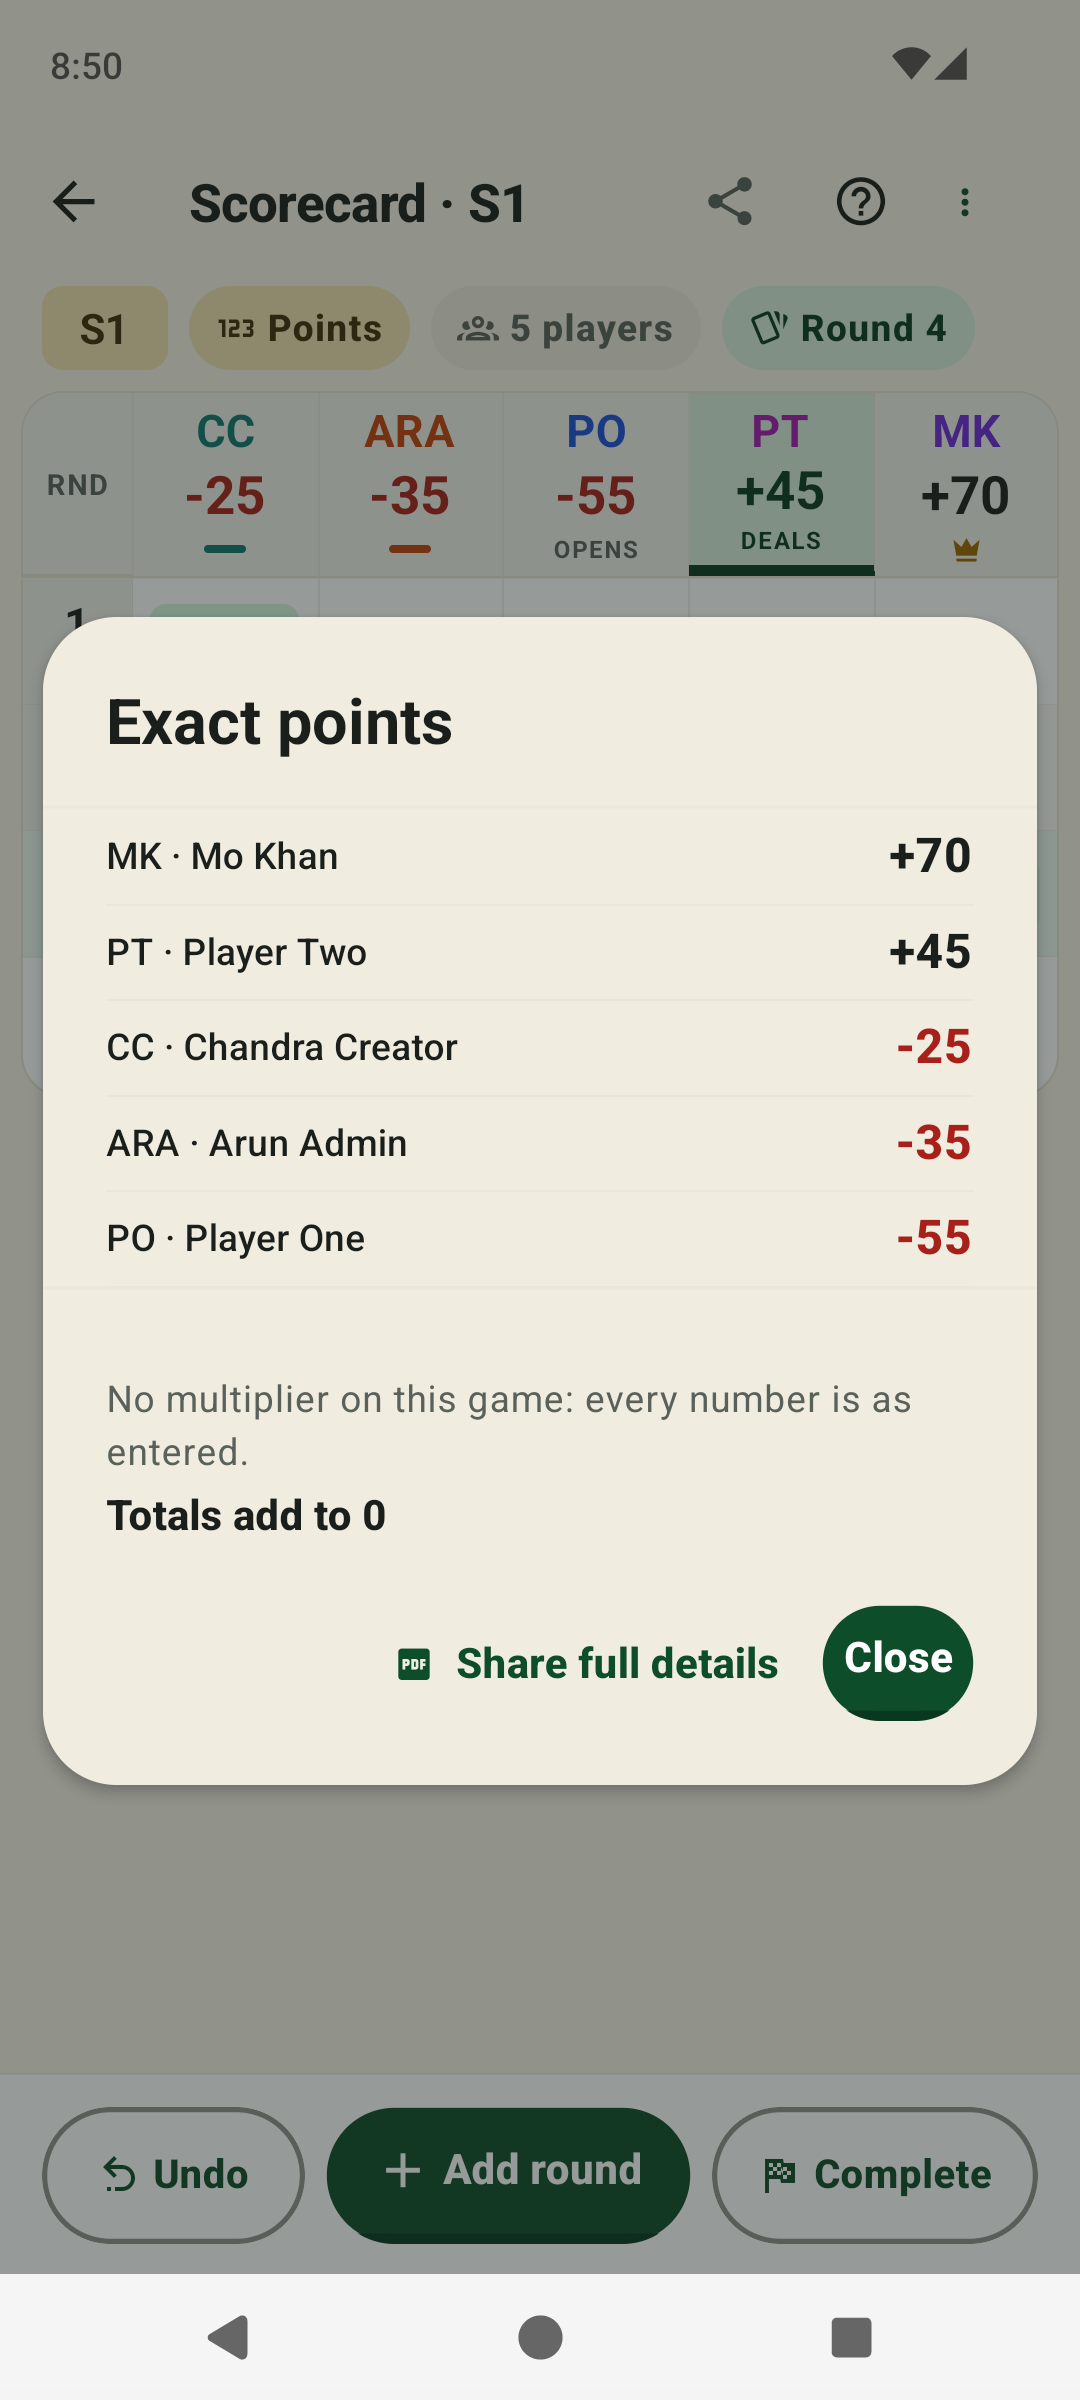 8:50
Scorecard · S1
S1
123 Points
5 players
Round 4
RND
CC
ARA
PO
PT
MK
-25
-35
-55
+45
+70
OPENS
DEALS
1
Exact points
MK · Mo Khan
+70
PT · Player Two
+45
CC · Chandra Creator
-25
ARA · Arun Admin
-35
PO · Player One
-55
No multiplier on this game: every number is as
entered.
Totals add to 0
PDF Share full details
Close
Undo
Add round
Complete